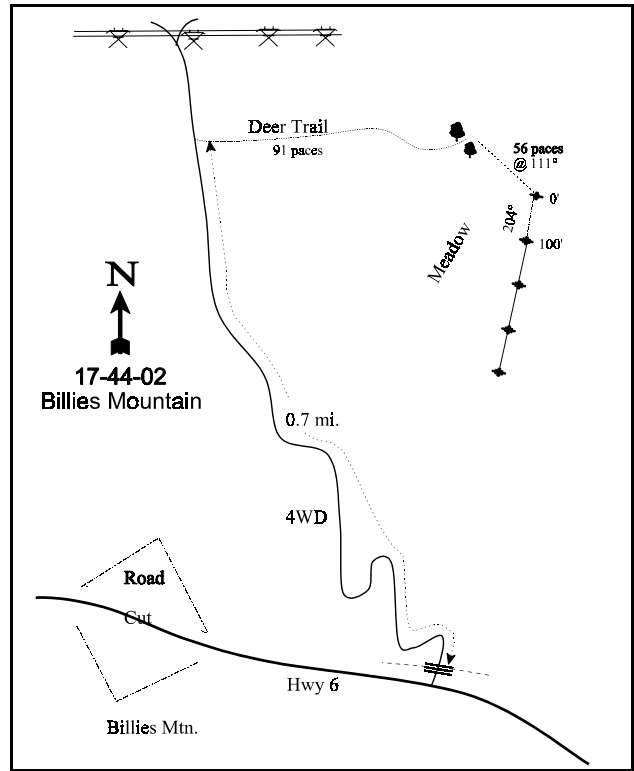 Deer Trail
91 paces
56 paces
@ 111°
0'
204°
100'
Meadow
N
17-44-02
Billies Mountain
0.7 mi.
4WD
Road
Cut
Hwy 6
Billies Mtn.